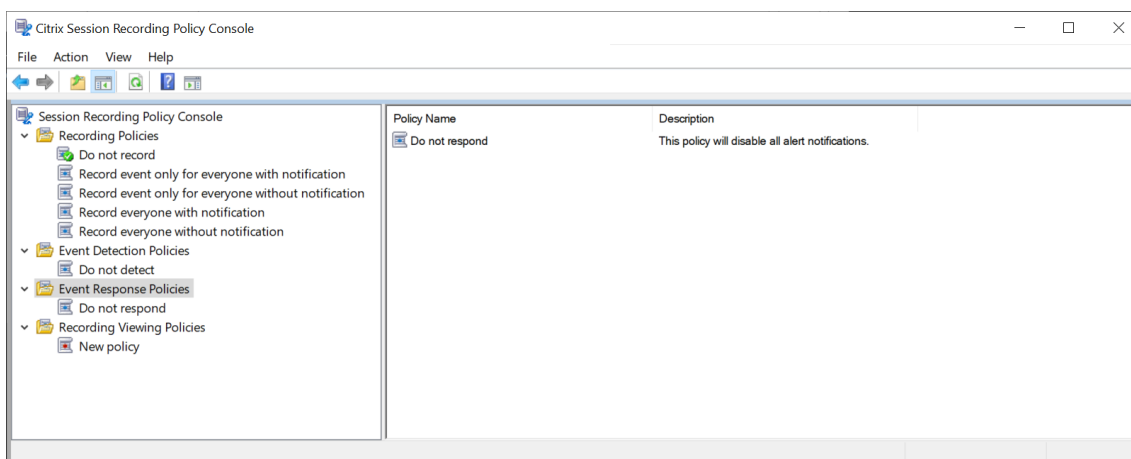 Citrix Session Recording Policy Console
File Action View Help
Session Recording Policy Console
Recording Policies
Do not record
Record event only for everyone with notification
Record event only for everyone without notification
Record everyone with notification
Record everyone without notification
Event Detection Policies
Do not detect
Event Response Policies
Do not respond
Recording Viewing Policies
New policy
Policy Name Description
Do not respond This policy will disable all alert notifications.